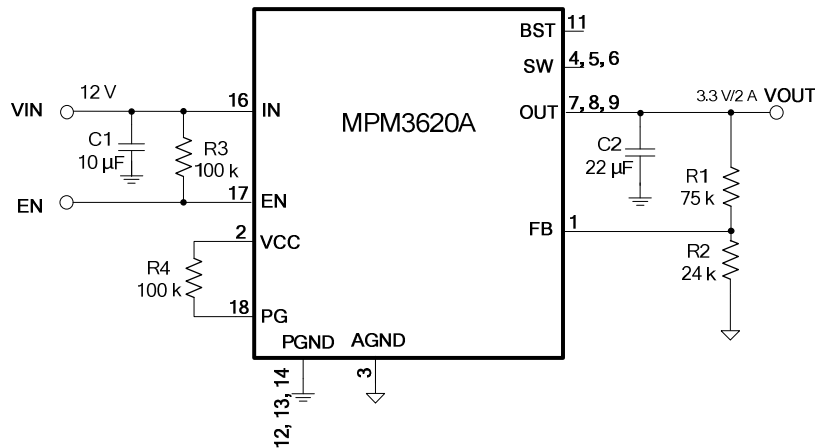 BST
11
SW
4, 5, 6
VIN
12 V
16
IN
MPM3620A
OUT
7, 8, 9
3.3 V/2 A
VOUT
C1
10 µF
R3
100 k
C2
22 µF
R1
75 k
EN
17
EN
2
VCC
FB
1
R4
100 k
R2
24 k
18
PG
PGND
AGND
12, 13, 14
3